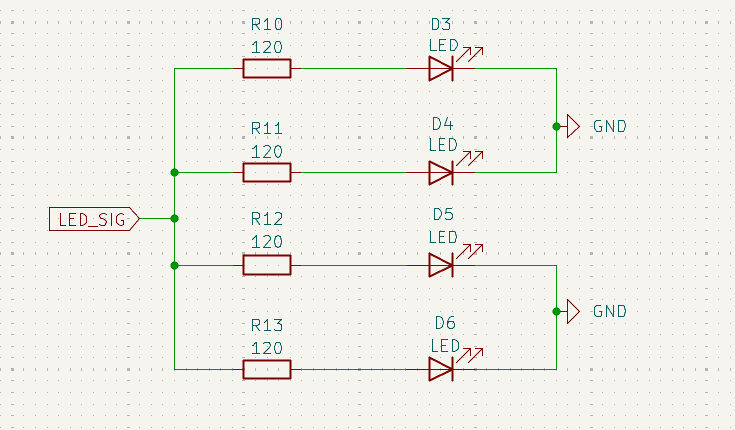 R10
120
D3
LED
R11
120
D4
LED
GND
LED_SIG
R12
120
D5
LED
GND
R13
120
D6
LED